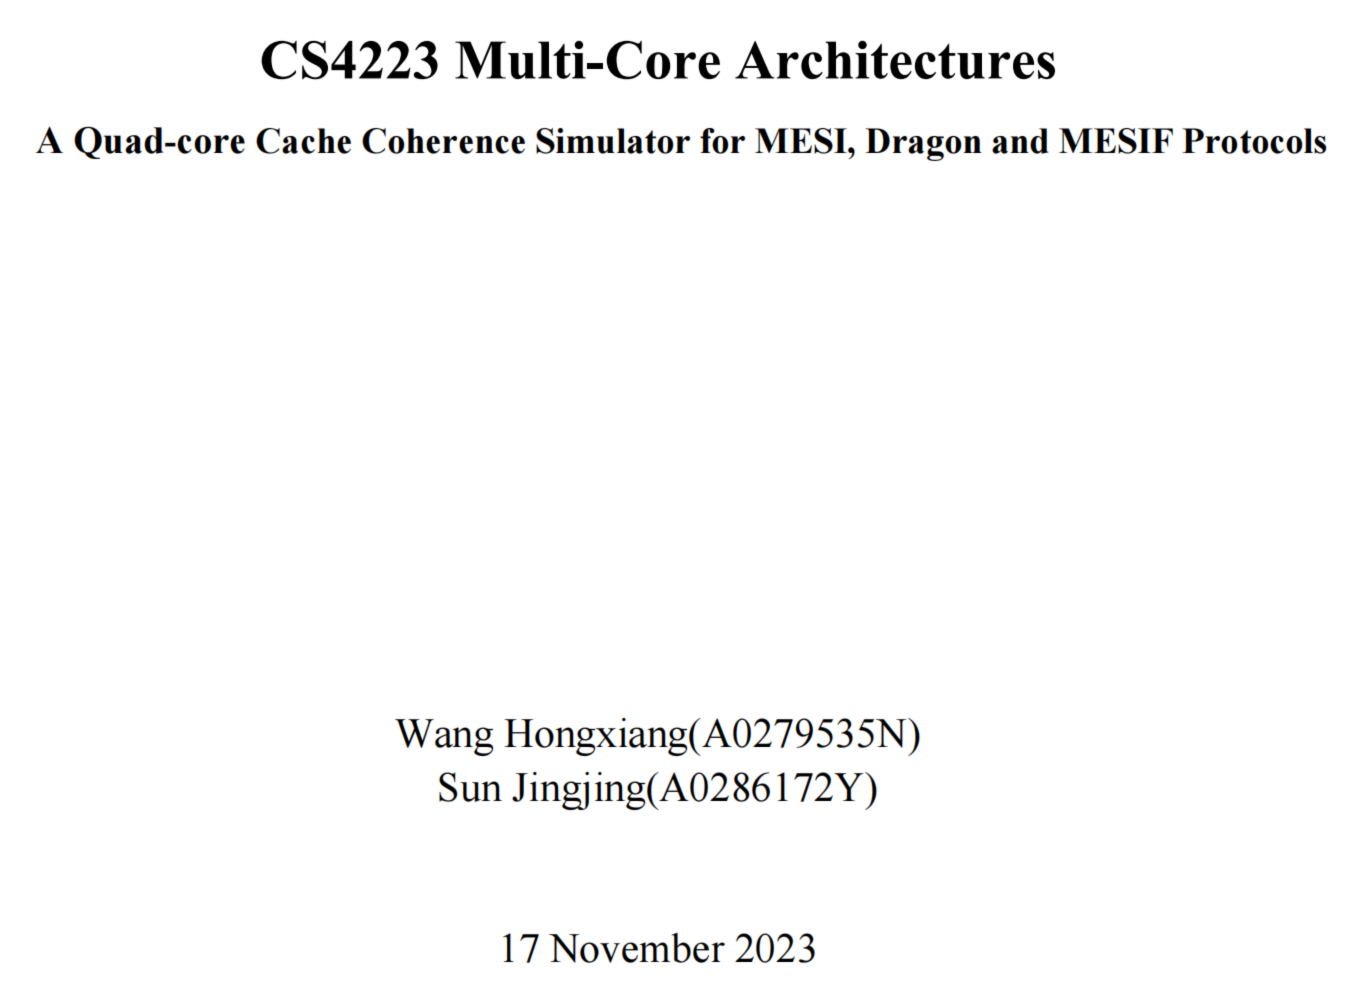 CS4223 Multi-Core Architectures
A Quad-core Cache Coherence Simulator for MESI, Dragon and MESIF Protocols
Wang Hongxiang(A0279535N)
Sun Jingjing(A0286172Y)
17 November 2023